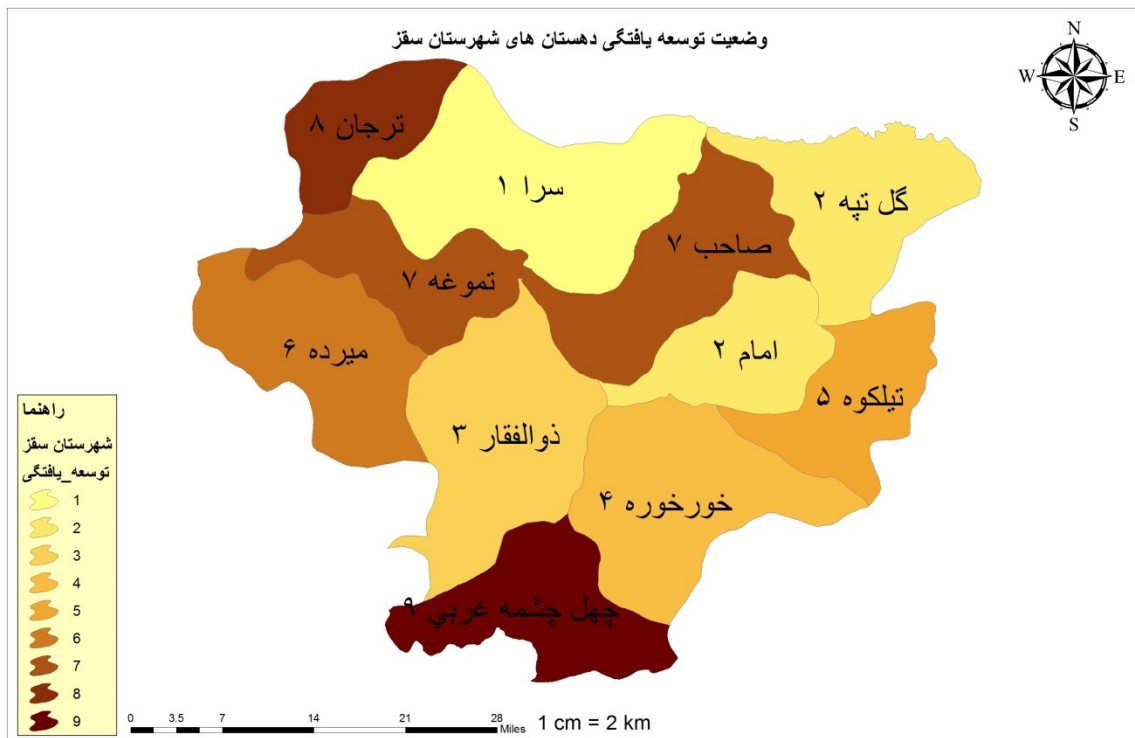 وضعیت توسعه یافتگی دهستان های شهرستان سقز
N
W E
S
ترجان ۸
سرا ۱
گل تپه ۲
صاحب ۷
تموغه ۷
میرده ۶
امام ۲
تیلکوه ۵
ذوالفقار ۳
خورخوره ۴
چهل چشمه غربي ۹
راهنما
شهرستان سقز
توسعه_یافتگی
1
2
3
4
5
6
7
8
9
0 3.5 7 14 21 28
Miles
1 cm = 2 km